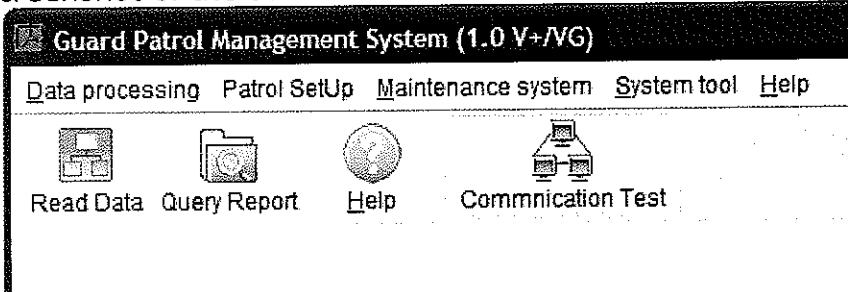 Guard Patrol Management System (1.0 V+/VG)
Data processing Patrol SetUp Maintenance system System tool Help
Read Data Query Report Help Commnication Test